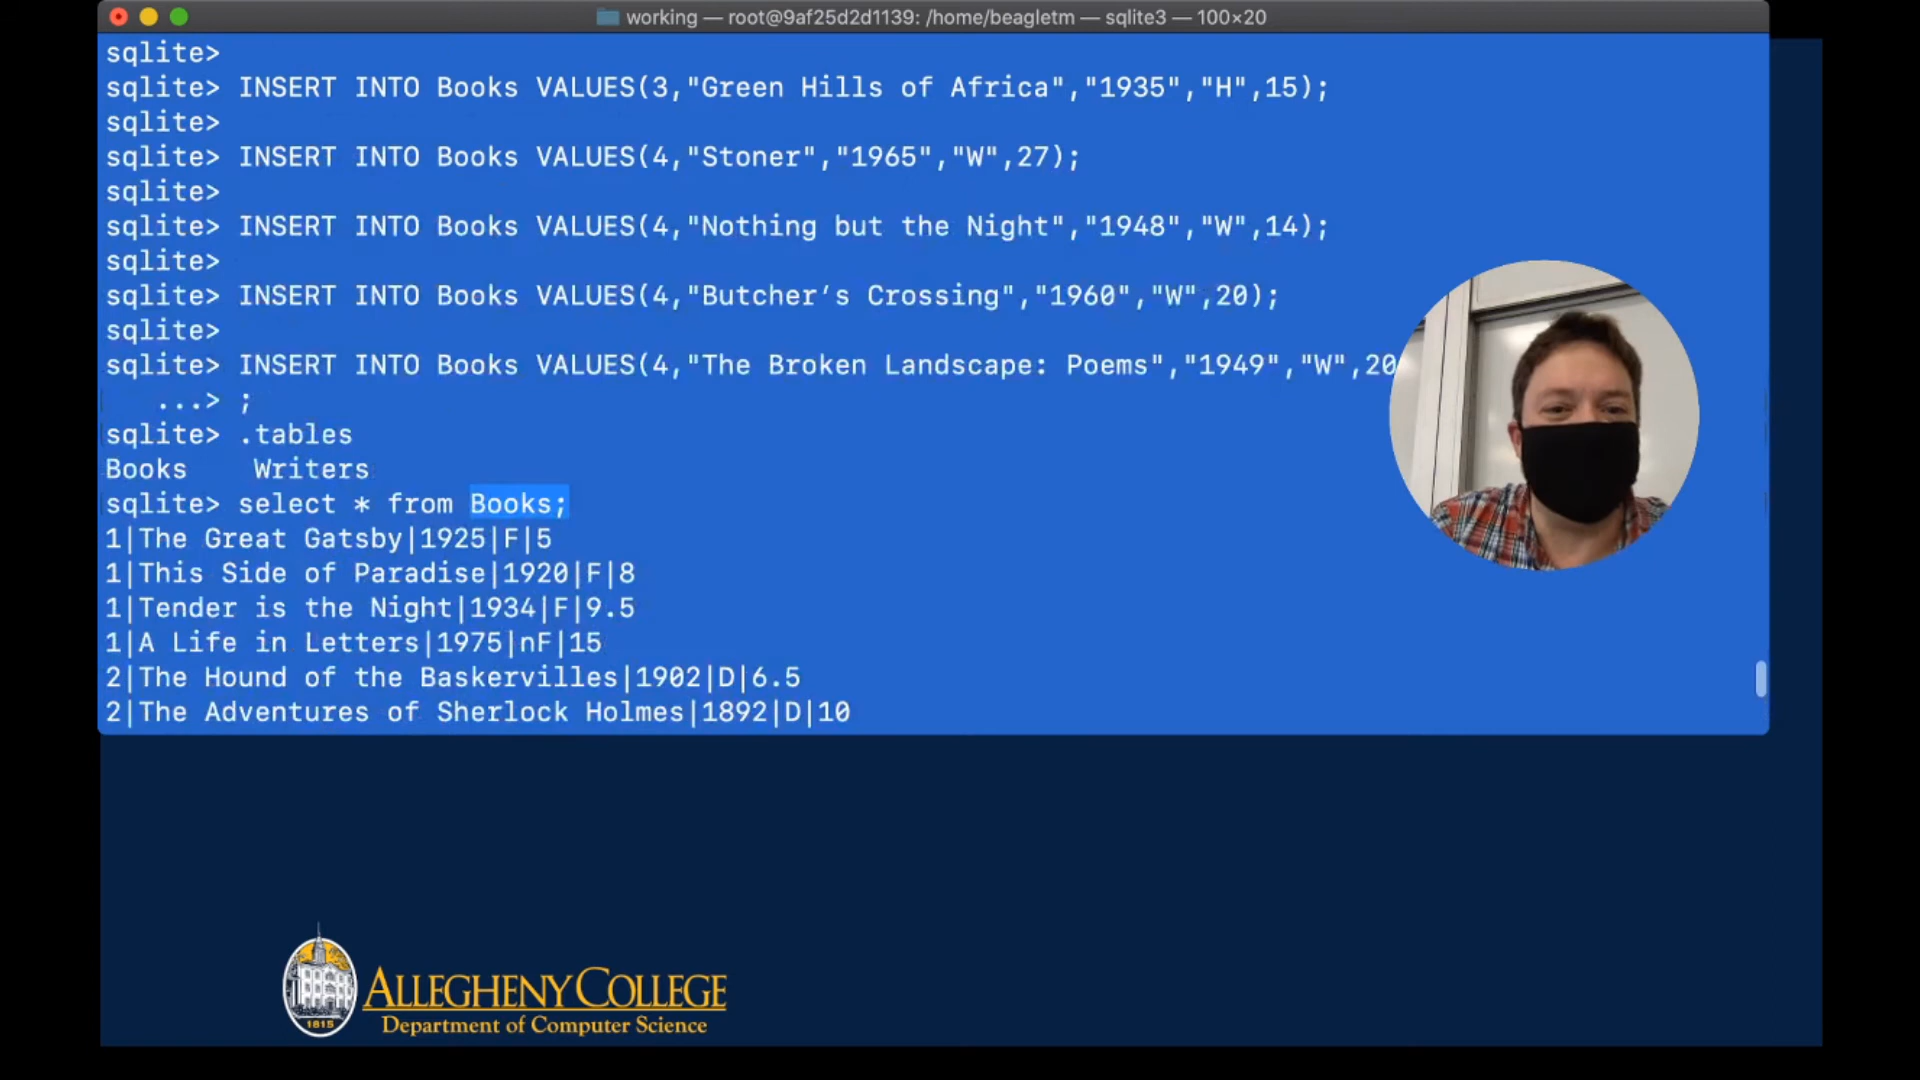 working — root@9af25d2d1139: /home/beagletm — sqlite3 — 100×20
sqlite>
sqlite> INSERT INTO Books VALUES(3,"Green Hills of Africa","1935","H",15);
sqlite>
sqlite> INSERT INTO Books VALUES(4,"Stoner","1965","W",27);
sqlite>
sqlite> INSERT INTO Books VALUES(4,"Nothing but the Night","1948","W",14);
sqlite>
sqlite> INSERT INTO Books VALUES(4,"Butcher’s Crossing","1960","W",20);
sqlite>
sqlite> INSERT INTO Books VALUES(4,"The Broken Landscape: Poems","1949","W",20
...> ;
sqlite> .tables
Books Writers
sqlite> select * from Books;
1|The Great Gatsby|1925|F|5
1|This Side of Paradise|1920|F|8
1|Tender is the Night|1934|F|9.5
1|A Life in Letters|1975|nF|15
2|The Hound of the Baskervilles|1902|D|6.5
2|The Adventures of Sherlock Holmes|1892|D|10
1815
ALLEGHENY COLLEGE
Department of Computer Science